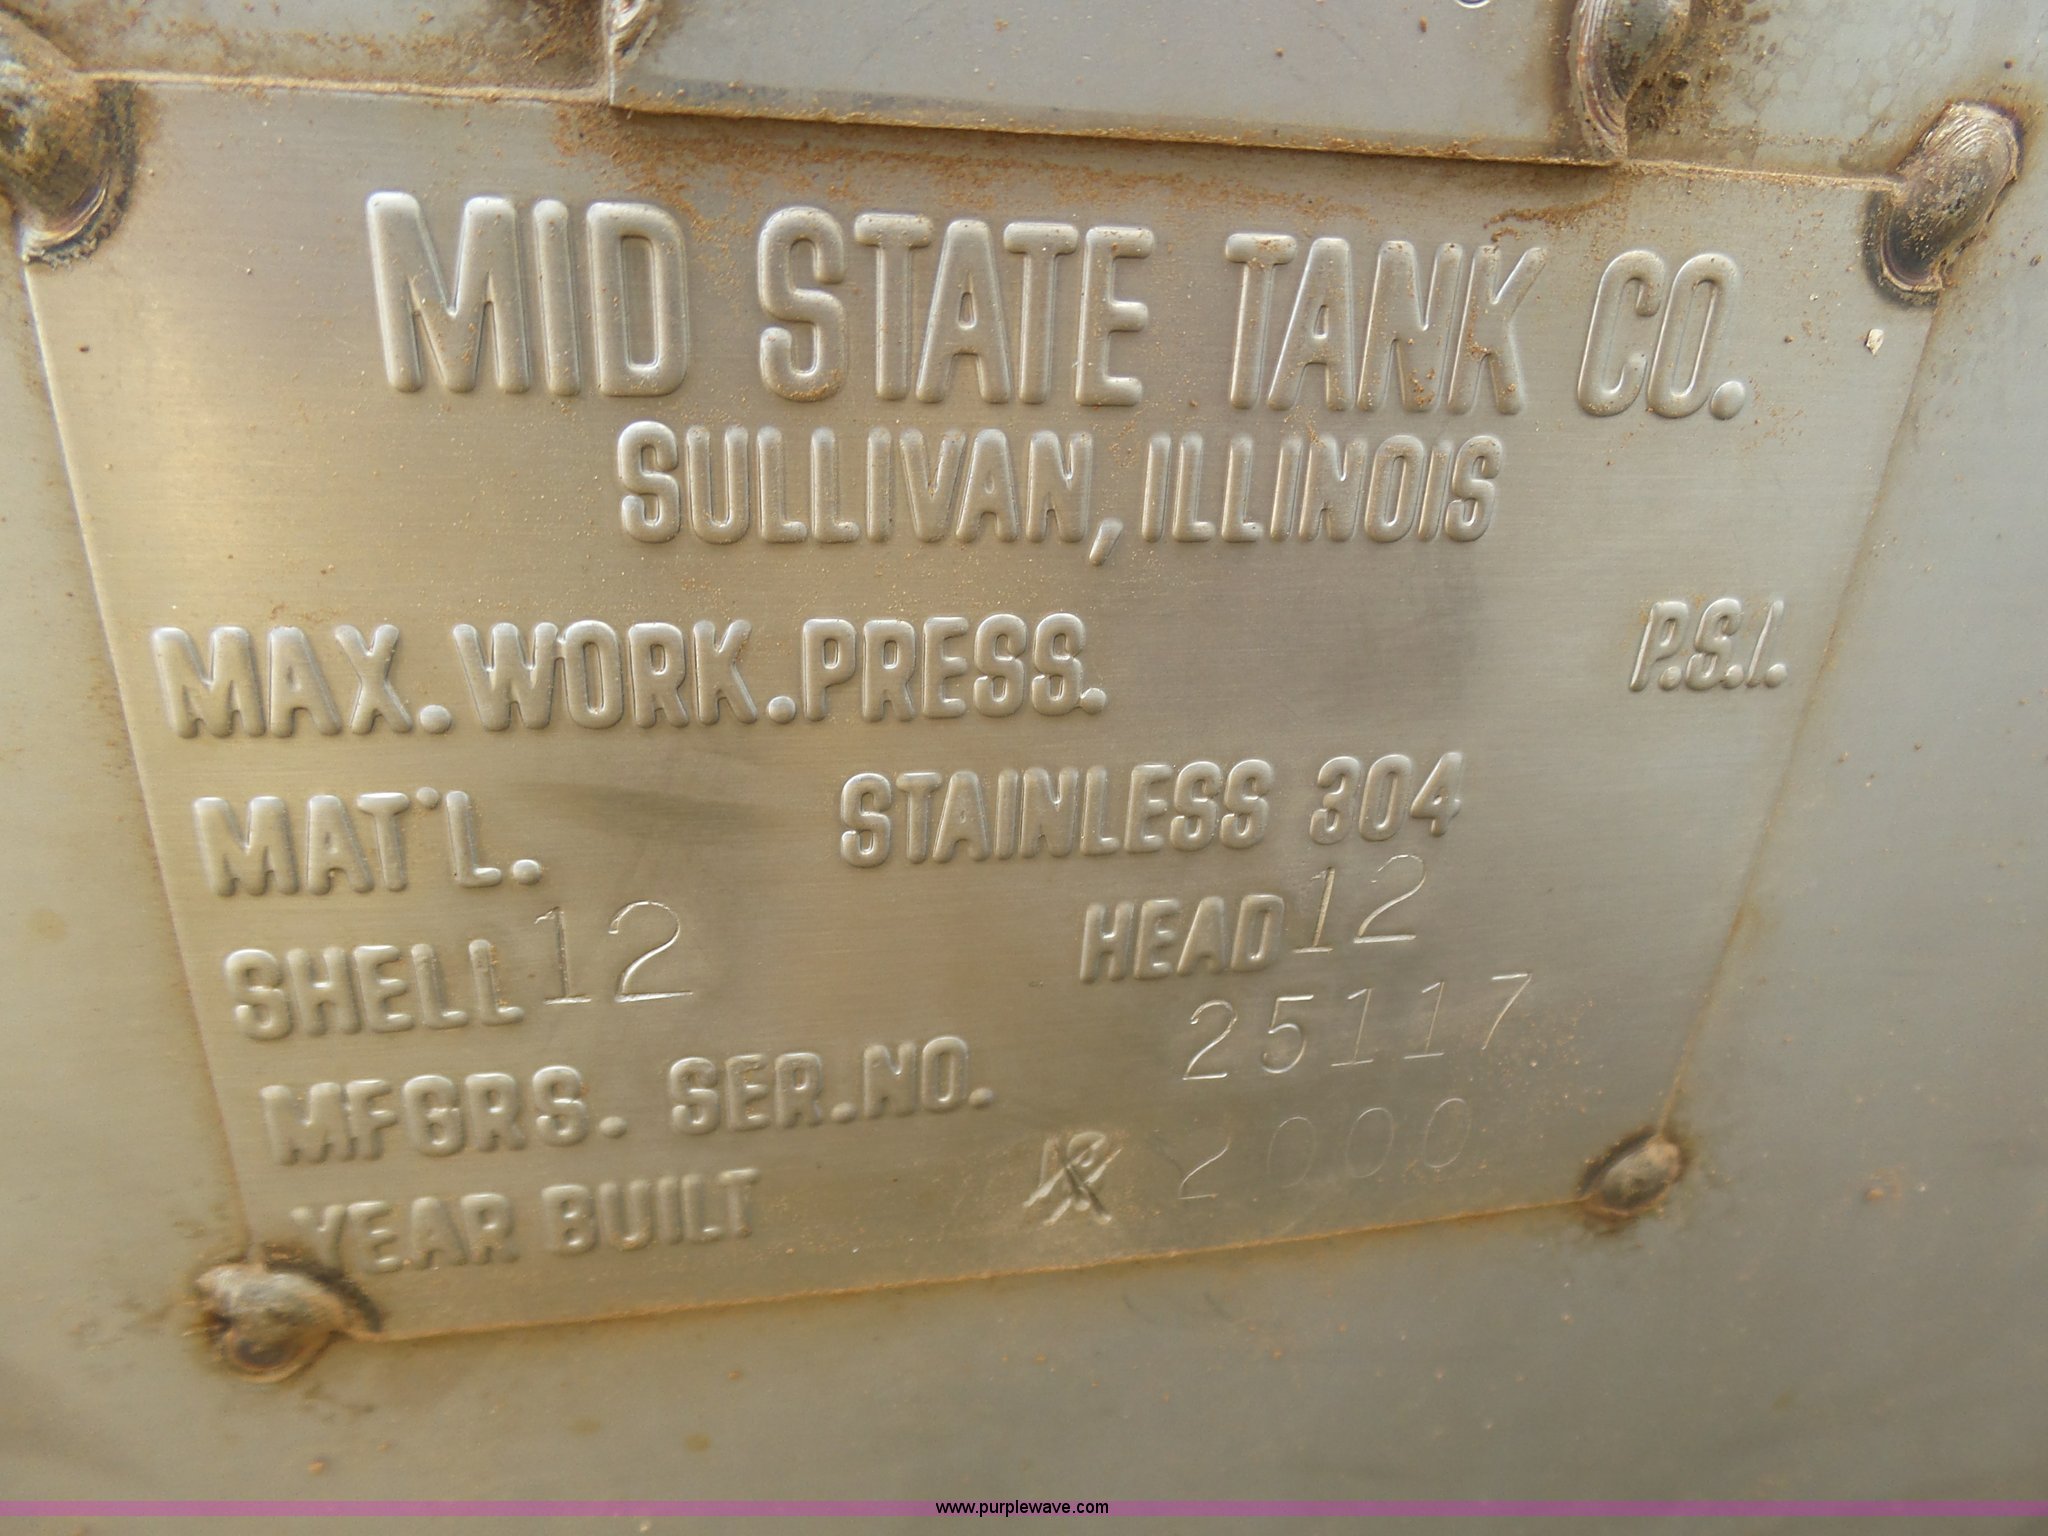 MID STATE TANK CO.
SULLIVAN, ILLINOIS
MAX. WORK. PRESS. P.S.I.
MAT'L. STAINLESS 304
SHELL 12 HEAD 12
MFGRS. SER. NO. 25117
YEAR BUILT 2000
www.purplewave.com